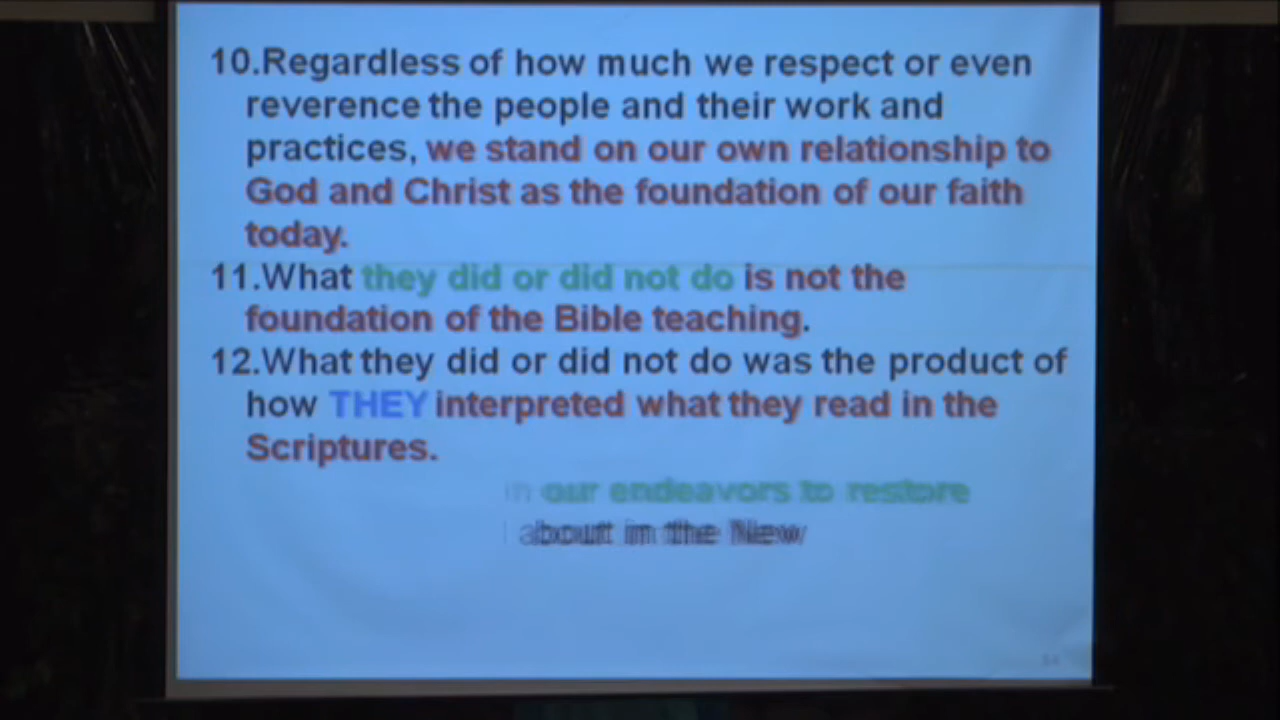 10.Regardless of how much we respect or even
reverence the people and their work and
practices, we stand on our own relationship to
God and Christ as the foundation of our faith
today.
11.What they did or did not do is not the
foundation of the Bible teaching.
12.What they did or did not do was the product of
how THEY interpreted what they read in the
Scriptures.
our endeavors to restore
about in the New